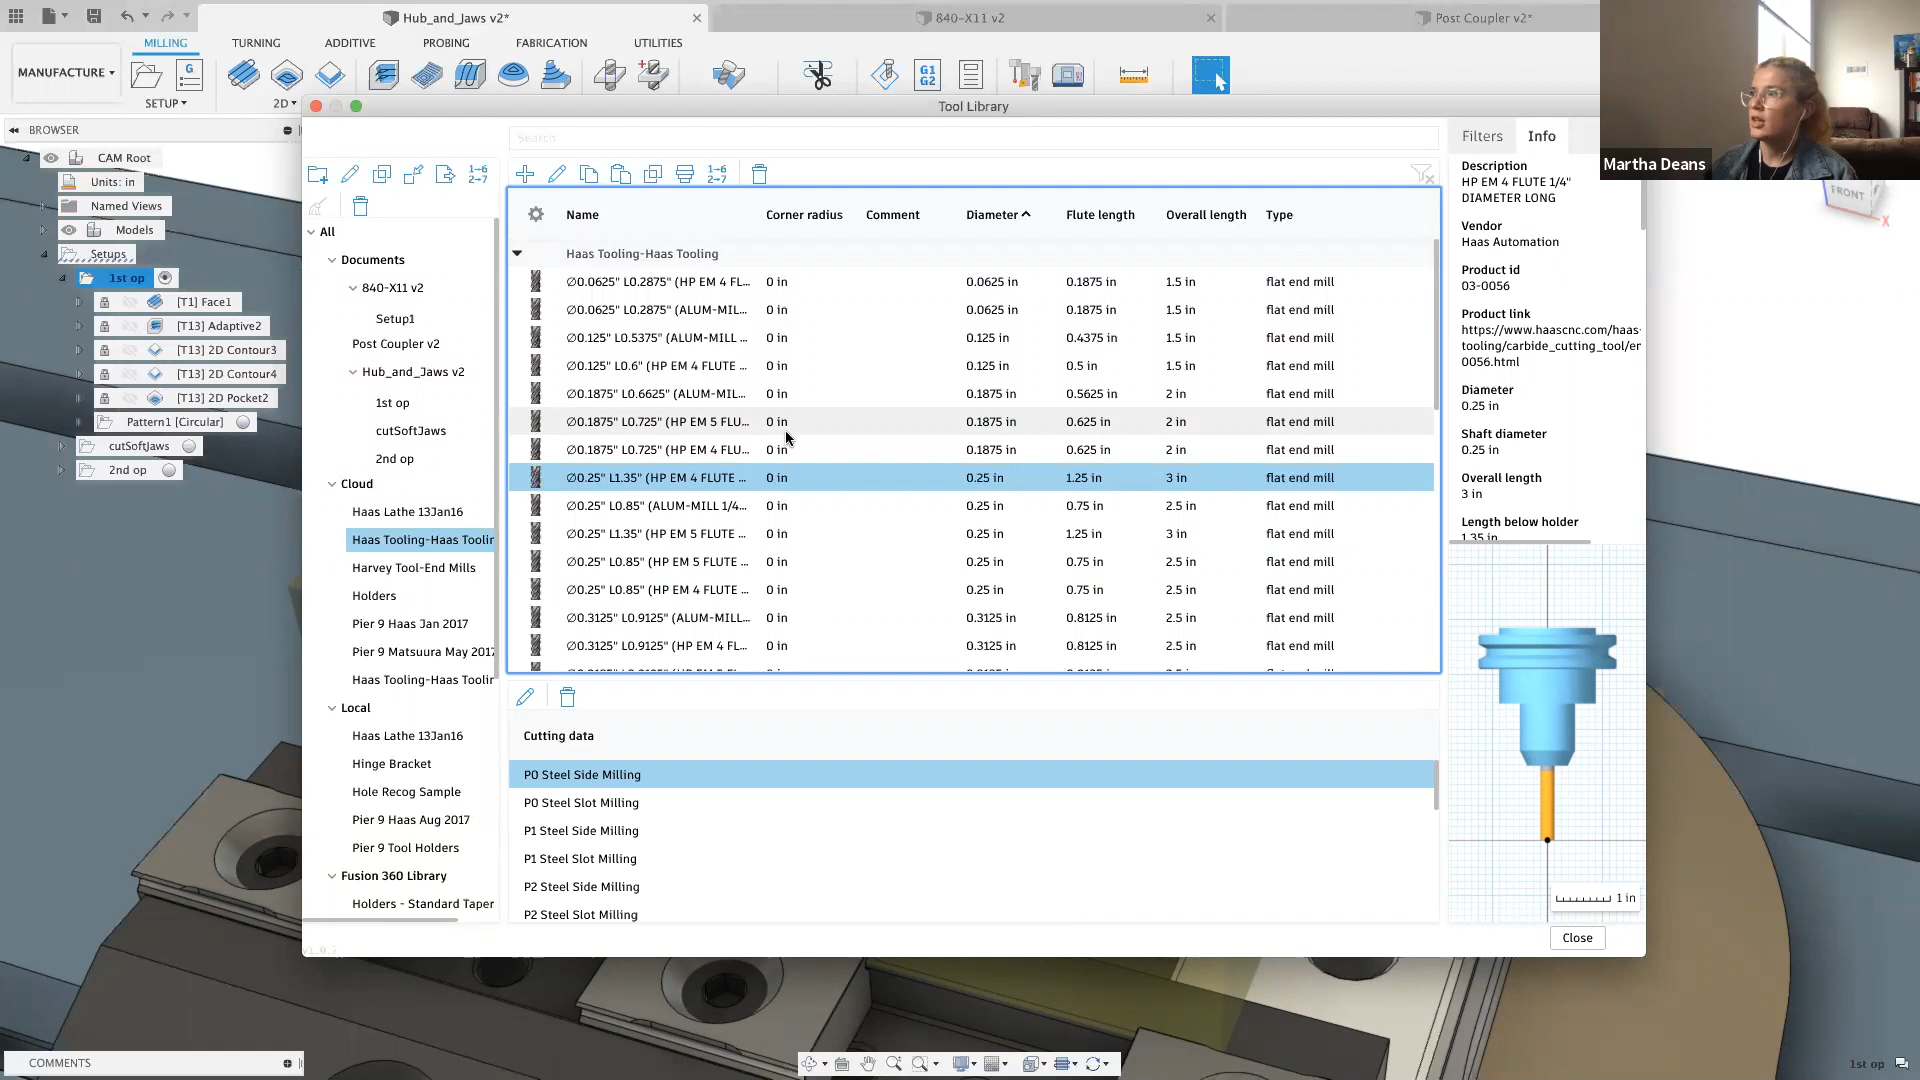 Hub_and_Jaws v2*
840-X11 v2
Post Coupler v2*
MANUFACTURE
MILLING
TURNING
ADDITIVE
PROBING
FABRICATION
UTILITIES
G1
G2
SETUP
2D
Tool Library
BROWSER
CAM Root
Units: in
Named Views
Models
Setups
1st op
[T1] Face1
[T13] Adaptive2
[T13] 2D Contour3
[T13] 2D Contour4
[T13] 2D Pocket2
Pattern1 [Circular]
cutSoftJaws
2nd op
All
Documents
840-X11 v2
Setup1
Post Coupler v2
Hub_and_Jaws v2
1st op
cutSoftJaws
2nd op
Cloud
Haas Lathe 13Jan16
Haas Tooling-Haas Toolin
Harvey Tool-End Mills
Holders
Pier 9 Haas Jan 2017
Pier 9 Matsuura May 2017
Haas Tooling-Haas Toolin
Local
Haas Lathe 13Jan16
Hinge Bracket
Hole Recog Sample
Pier 9 Haas Aug 2017
Pier 9 Tool Holders
Fusion 360 Library
Holders - Standard Taper
Search
Name Corner radius Comment Diameter Flute length Overall length Type
Haas Tooling-Haas Tooling
∅0.0625" L0.2875" (HP EM 4 FL... 0 in 0.0625 in 0.1875 in 1.5 in flat end mill
∅0.0625" L0.2875" (ALUM-MIL... 0 in 0.0625 in 0.1875 in 1.5 in flat end mill
∅0.125" L0.5375" (ALUM-MILL ... 0 in 0.125 in 0.4375 in 1.5 in flat end mill
∅0.125" L0.6" (HP EM 4 FLUTE ... 0 in 0.125 in 0.5 in 1.5 in flat end mill
∅0.1875" L0.6625" (ALUM-MIL... 0 in 0.1875 in 0.5625 in 2 in flat end mill
∅0.1875" L0.725" (HP EM 5 FLU... 0 in 0.1875 in 0.625 in 2 in flat end mill
∅0.1875" L0.725" (HP EM 4 FLU... 0 in 0.1875 in 0.625 in 2 in flat end mill
∅0.25" L1.35" (HP EM 4 FLUTE ... 0 in 0.25 in 1.25 in 3 in flat end mill
∅0.25" L0.85" (ALUM-MILL 1/4... 0 in 0.25 in 0.75 in 2.5 in flat end mill
∅0.25" L1.35" (HP EM 5 FLUTE ... 0 in 0.25 in 1.25 in 3 in flat end mill
∅0.25" L0.85" (HP EM 5 FLUTE ... 0 in 0.25 in 0.75 in 2.5 in flat end mill
∅0.25" L0.85" (HP EM 4 FLUTE ... 0 in 0.25 in 0.75 in 2.5 in flat end mill
∅0.3125" L0.9125" (ALUM-MILL... 0 in 0.3125 in 0.8125 in 2.5 in flat end mill
∅0.3125" L0.9125" (HP EM 4 FL... 0 in 0.3125 in 0.8125 in 2.5 in flat end mill
Cutting data
P0 Steel Side Milling
P0 Steel Slot Milling
P1 Steel Side Milling
P1 Steel Slot Milling
P2 Steel Side Milling
P2 Steel Slot Milling
Filters Info
Description
HP EM 4 FLUTE 1/4"
DIAMETER LONG
Vendor
Haas Automation
Product id
03-0056
Product link
https://www.haascnc.com/haas-
tooling/carbide_cutting_tool/en
0056.html
Diameter
0.25 in
Shaft diameter
0.25 in
Overall length
3 in
Length below holder
1.35 in
1 in
Close
Martha Deans
FRONT
X
COMMENTS
1st op